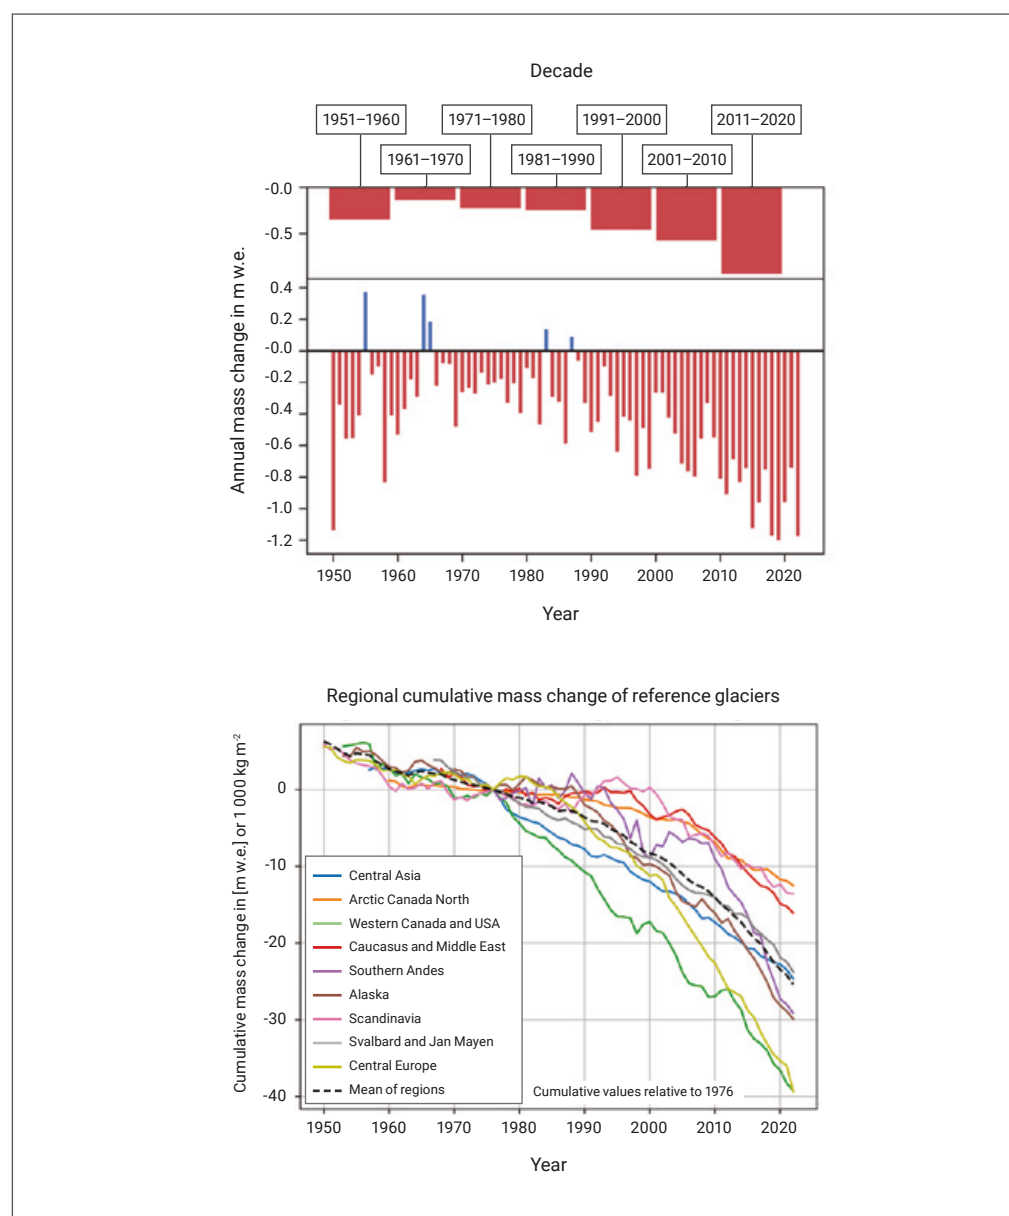 Decade
1951–1960
1971–1980
1991–2000
2011–2020
1961–1970
1981–1990
2001–2010
-0.0
-0.5
Annual mass change in m w.e.
0.4
0.2
-0.0
-0.2
-0.4
-0.6
-0.8
-1.0
-1.2
1950 1960 1970 1980 1990 2000 2010 2020
Year
Regional cumulative mass change of reference glaciers
Cumulative mass change in [m w.e.] or 1 000 kg m-2
0
-10
-20
-30
-40
Central Asia
Arctic Canada North
Western Canada and USA
Caucasus and Middle East
Southern Andes
Alaska
Scandinavia
Svalbard and Jan Mayen
Central Europe
Mean of regions
Cumulative values relative to 1976
1950 1960 1970 1980 1990 2000 2010 2020
Year